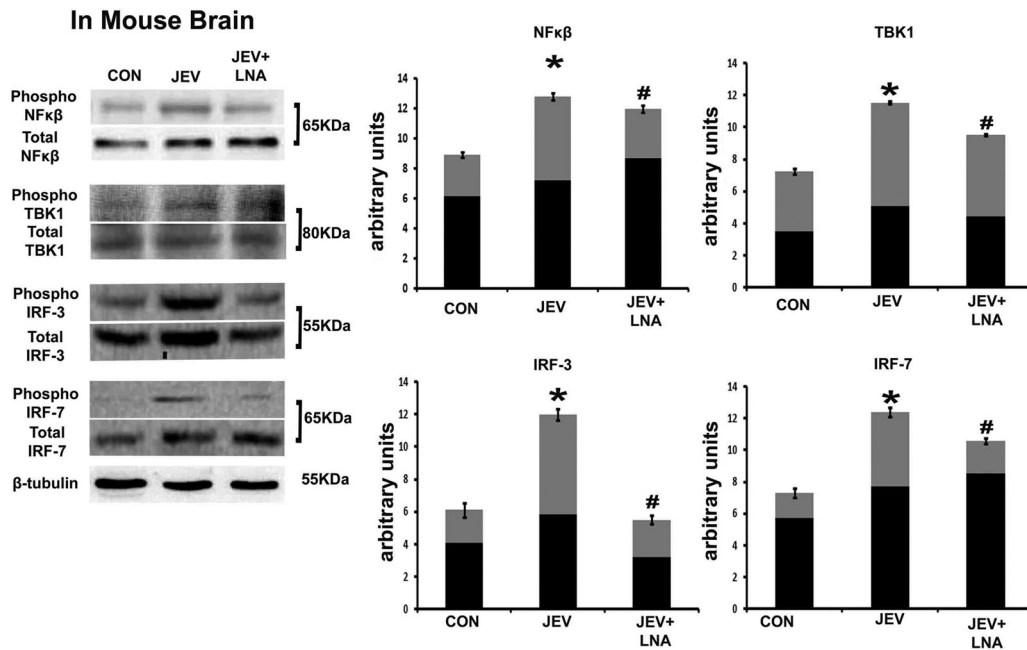 In Mouse Brain
CON JEV JEV+
LNA
Phospho
NFκβ
Total
NFκβ
65KDa
Phospho
TBK1
Total
TBK1
80KDa
Phospho
IRF-3
Total
IRF-3
55KDa
Phospho
IRF-7
Total
IRF-7
65KDa
β-tubulin 55KDa
NFκβ
arbitrary units
14
12
10
8
6
4
2
0
*
#
CON JEV JEV+
LNA
TBK1
arbitrary units
14
12
10
8
6
4
2
0
*
#
CON JEV JEV+
LNA
IRF-3
arbitrary units
14
12
10
8
6
4
2
0
*
#
CON JEV JEV+
LNA
IRF-7
arbitrary units
14
12
10
8
6
4
2
0
*
#
CON JEV JEV+
LNA